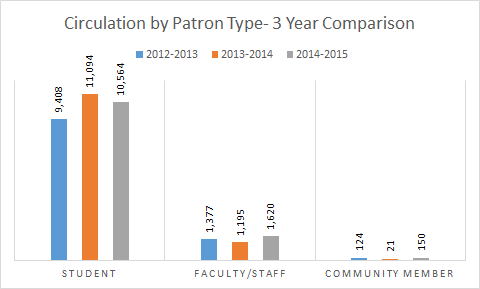 Circulation by Patron Type- 3 Year Comparison
2012-2013 2013-2014 2014-2015
9,408 11,094 10,564 1,377 1,195 1,620 124 21 150
STUDENT FACULTY/STAFF COMMUNITY MEMBER